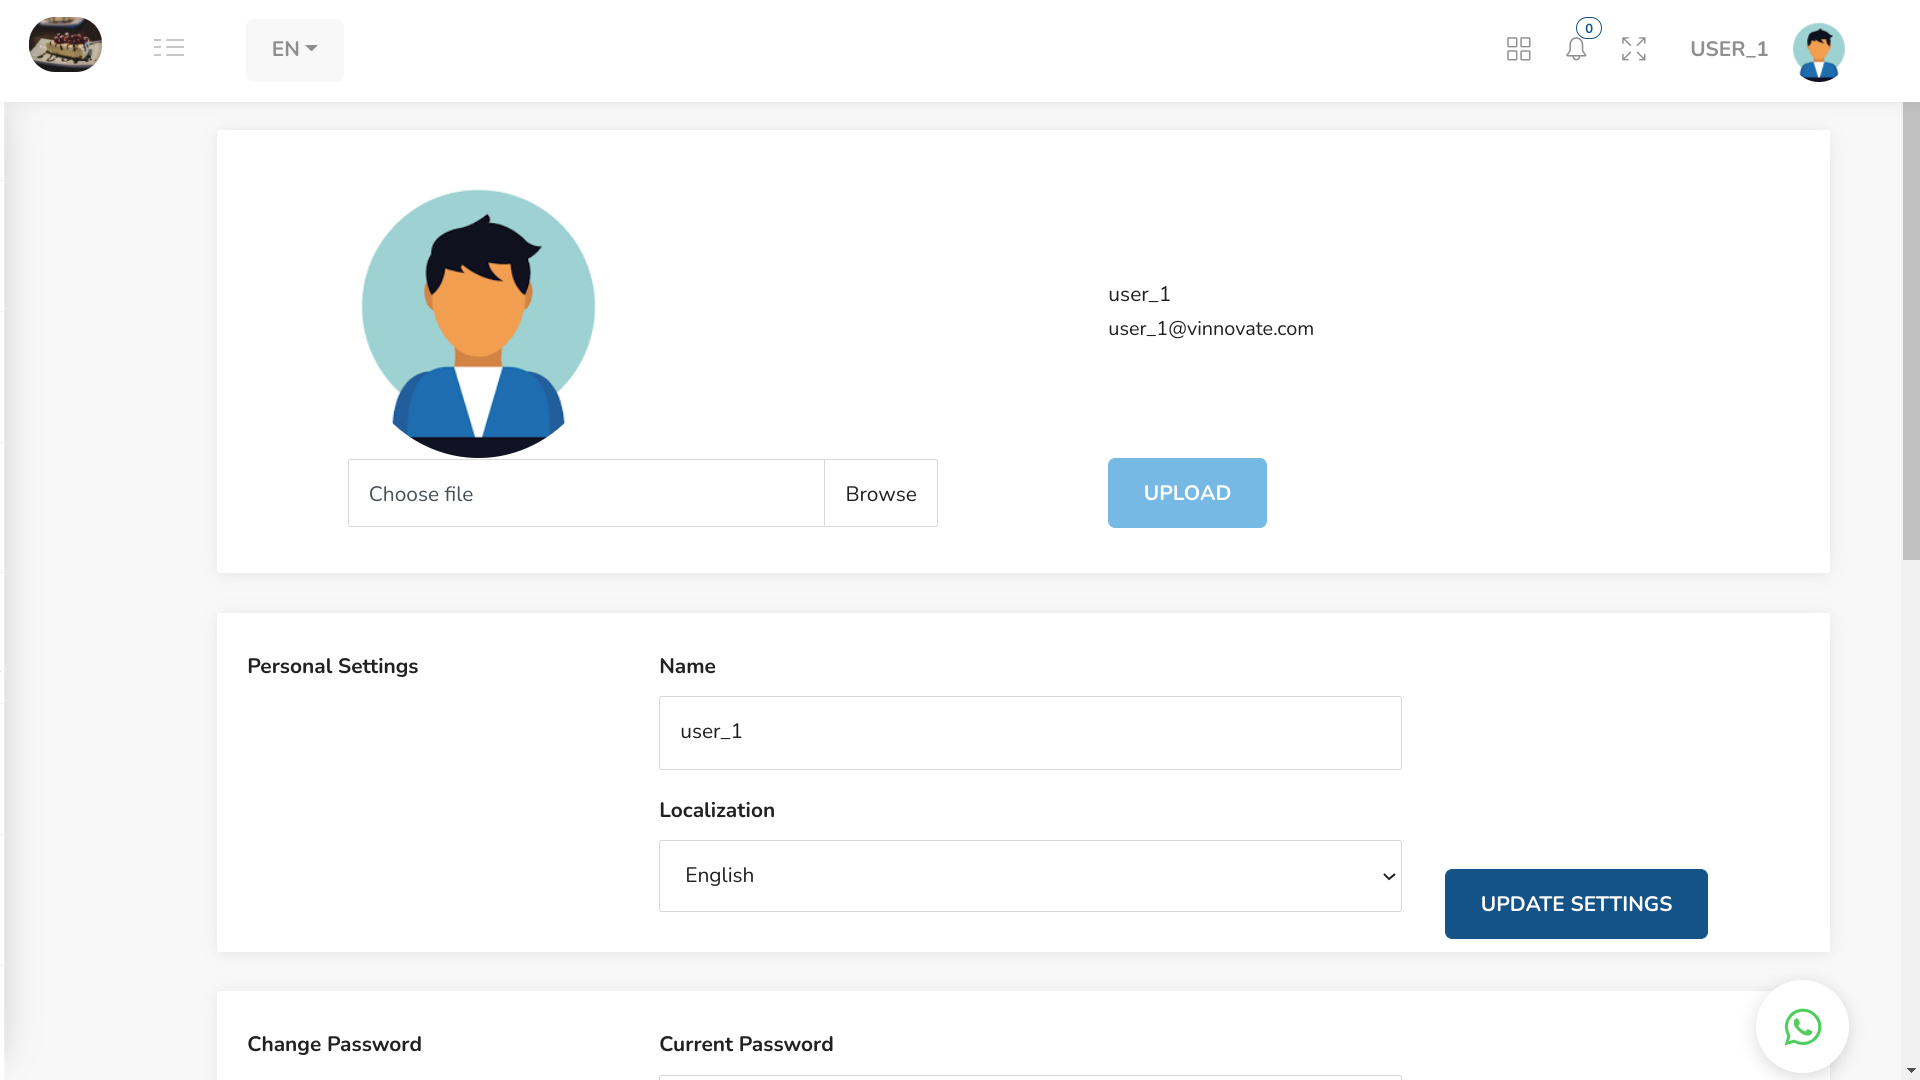 EN
0
USER_1
user_1
user_1@vinnovate.com
Choose file
Browse
UPLOAD
Personal Settings
Name
user_1
Localization
English
UPDATE SETTINGS
Change Password
Current Password